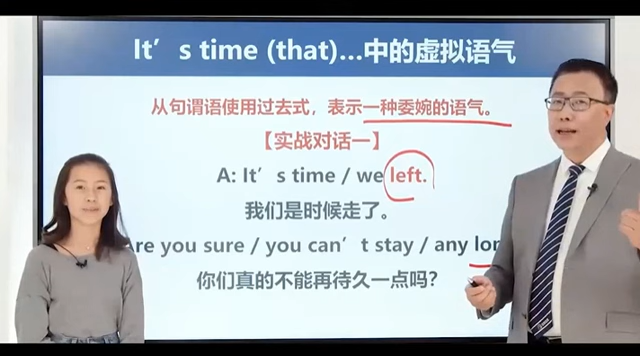 It's time (that)…中的虚拟语气
从句谓语使用过去式，表示一种委婉的语气。
【实战对话一】
A: It's time / we left.
我们是时候走了。
Are you sure / you can't stay / any
你们真的不能再待久一点吗？